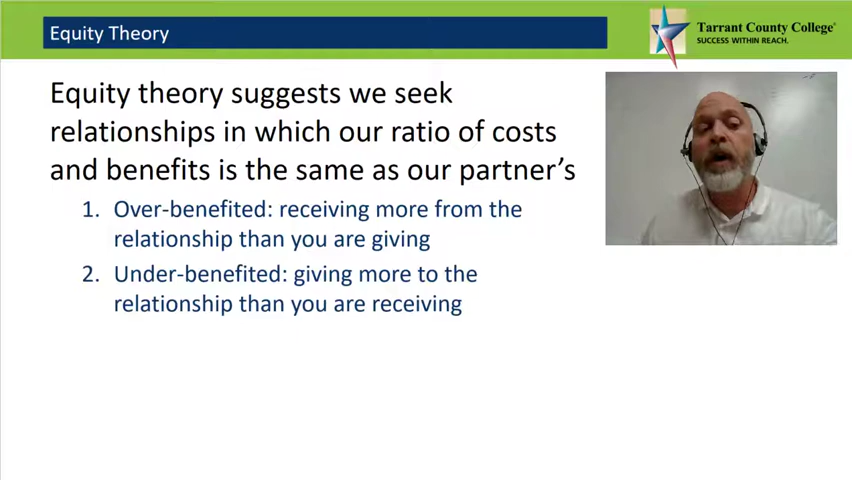 Equity Theory
Tarrant County College®
SUCCESS WITHIN REACH.
Equity theory suggests we seek
relationships in which our ratio of costs
and benefits is the same as our partner's
1. Over-benefited: receiving more from the
relationship than you are giving
2. Under-benefited: giving more to the
relationship than you are receiving